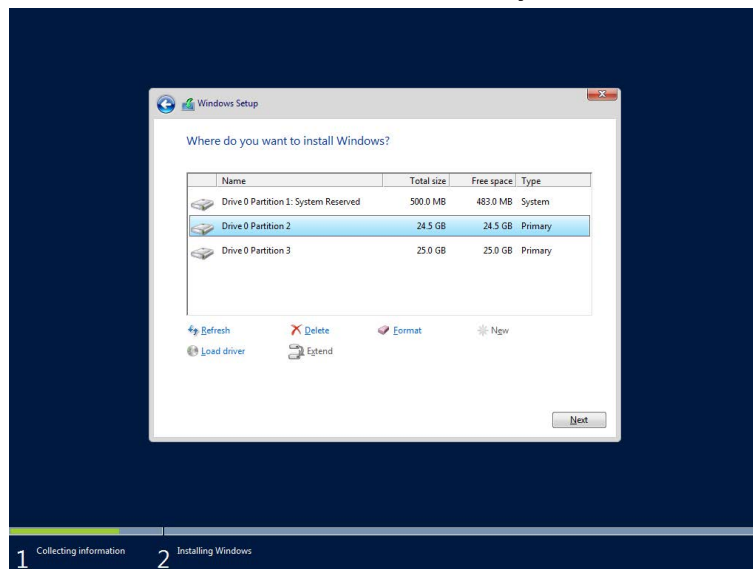 Windows Setup
Where do you want to install Windows?
Name Total size Free space Type
Drive 0 Partition 1: System Reserved 500.0 MB 483.0 MB System
Drive 0 Partition 2 24.5 GB 24.5 GB Primary
Drive 0 Partition 3 25.0 GB 25.0 GB Primary
Refresh Delete Format New
Load driver Extend
Next
1 Collecting information 2 Installing Windows